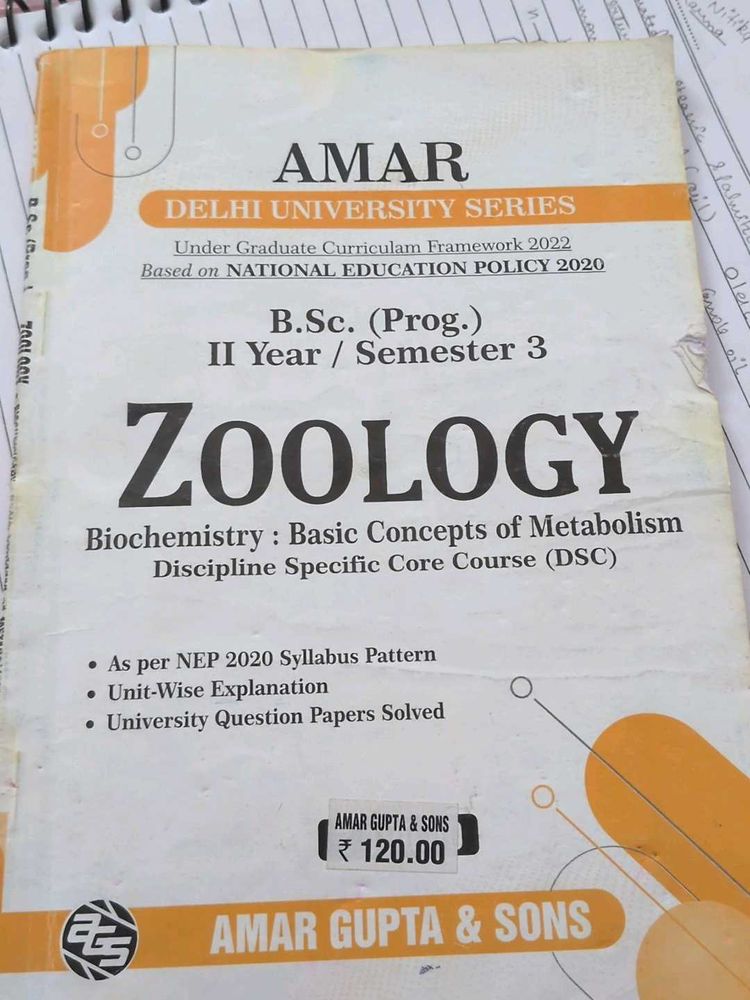 AMAR
DELHI UNIVERSITY SERIES
Under Graduate Curriculam Framework 2022
Based on NATIONAL EDUCATION POLICY 2020
B.Sc. (Prog.)
II Year / Semester 3
ZOOLOGY
Biochemistry : Basic Concepts of Metabolism
Discipline Specific Core Course (DSC)
• As per NEP 2020 Syllabus Pattern
• Unit-Wise Explanation
• University Question Papers Solved
AMAR GUPTA & SONS
₹ 120.00
AGS
AMAR GUPTA & SONS
ZOOLOGY